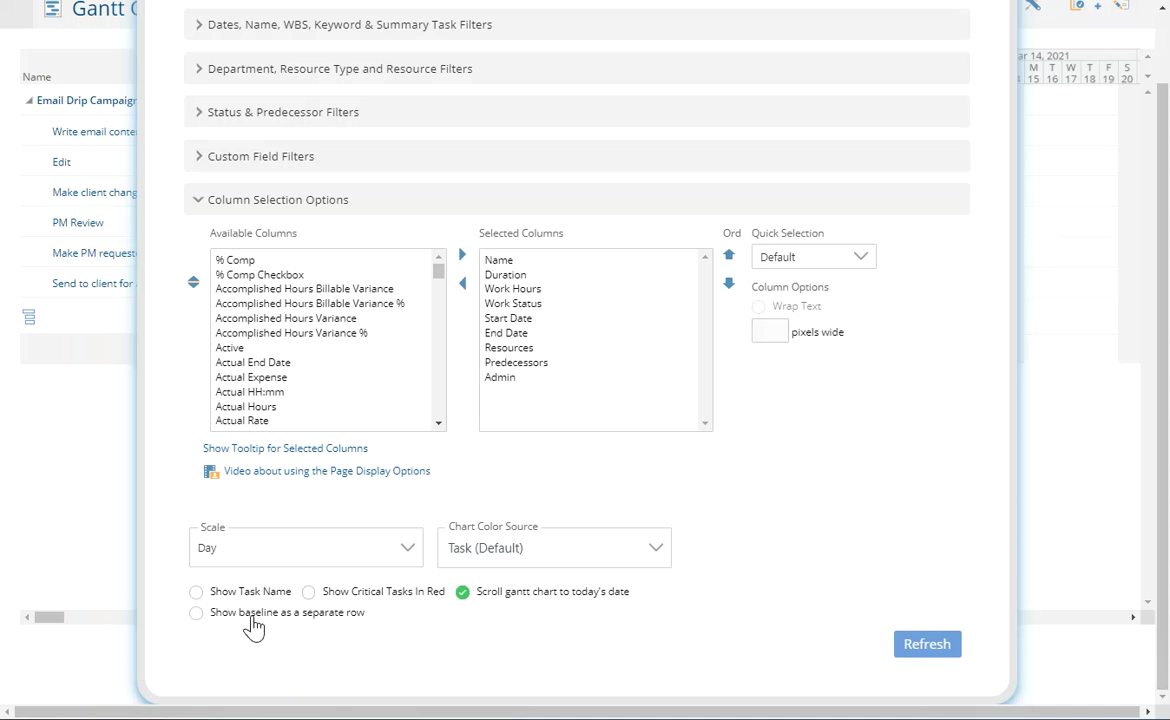 Gantt
Dates, Name, WBS, Keyword & Summary Task Filters
Department, Resource Type and Resource Filters
Status & Predecessor Filters
Custom Field Filters
Column Selection Options
Name
Email Drip Campaign
Write email conte
Edit
Make client chang
PM Review
Make PM request
Send to client for
ar 14, 2021
M T W T F S
15 16 17 18 19 20
Available Columns
% Comp
% Comp Checkbox
Accomplished Hours Billable Variance
Accomplished Hours Billable Variance %
Accomplished Hours Variance
Accomplished Hours Variance %
Active
Actual End Date
Actual Expense
Actual HH:mm
Actual Hours
Actual Rate
Selected Columns
Name
Duration
Work Hours
Work Status
Start Date
End Date
Resources
Predecessors
Admin
Ord
Quick Selection
Default
Column Options
Wrap Text
pixels wide
Show Tooltip for Selected Columns
Video about using the Page Display Options
Scale
Day
Chart Color Source
Task (Default)
Show Task Name Show Critical Tasks In Red Scroll gantt chart to today's date
Show baseline as a separate row
Refresh